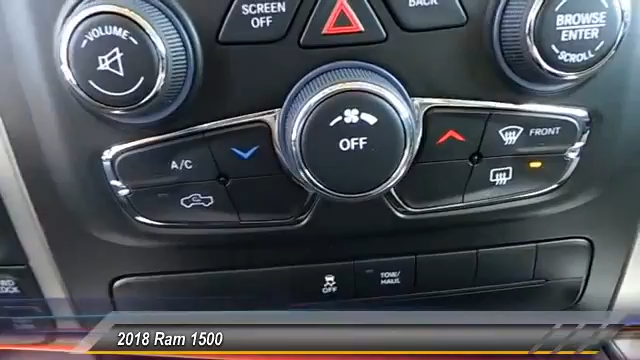 SCREEN
OFF
BACK
VOLUME
BROWSE
ENTER
SCROLL
A/C
OFF
FRONT
OFF
TOW/
HAUL
2018 Ram 1500